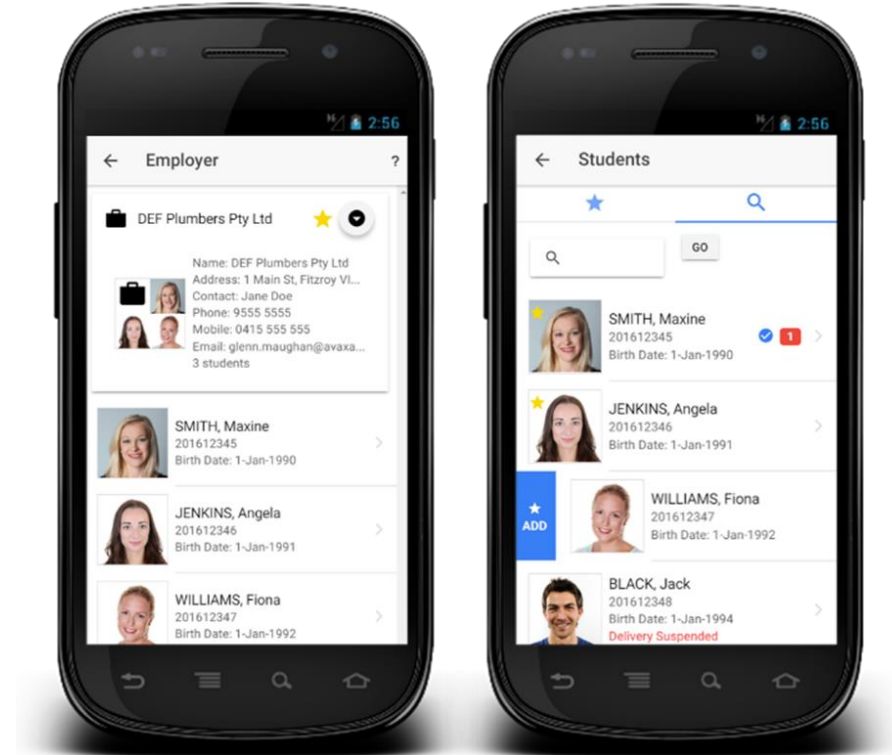 2:56
Employer
?
DEF Plumbers Pty Ltd
Name: DEF Plumbers Pty Ltd
Address: 1 Main St, Fitzroy VI...
Contact: Jane Doe
Phone: 9555 5555
Mobile: 0415 555 555
Email: glenn.maughan@avaxa...
3 students
SMITH, Maxine
201612345
Birth Date: 1-Jan-1990
JENKINS, Angela
201612346
Birth Date: 1-Jan-1991
WILLIAMS, Fiona
201612347
Birth Date: 1-Jan-1992
2:56
Students
GO
SMITH, Maxine
201612345
1
Birth Date: 1-Jan-1990
JENKINS, Angela
201612346
Birth Date: 1-Jan-1991
ADD
WILLIAMS, Fiona
201612347
Birth Date: 1-Jan-1992
BLACK, Jack
201612348
Birth Date: 1-Jan-1994
Delivery Suspended